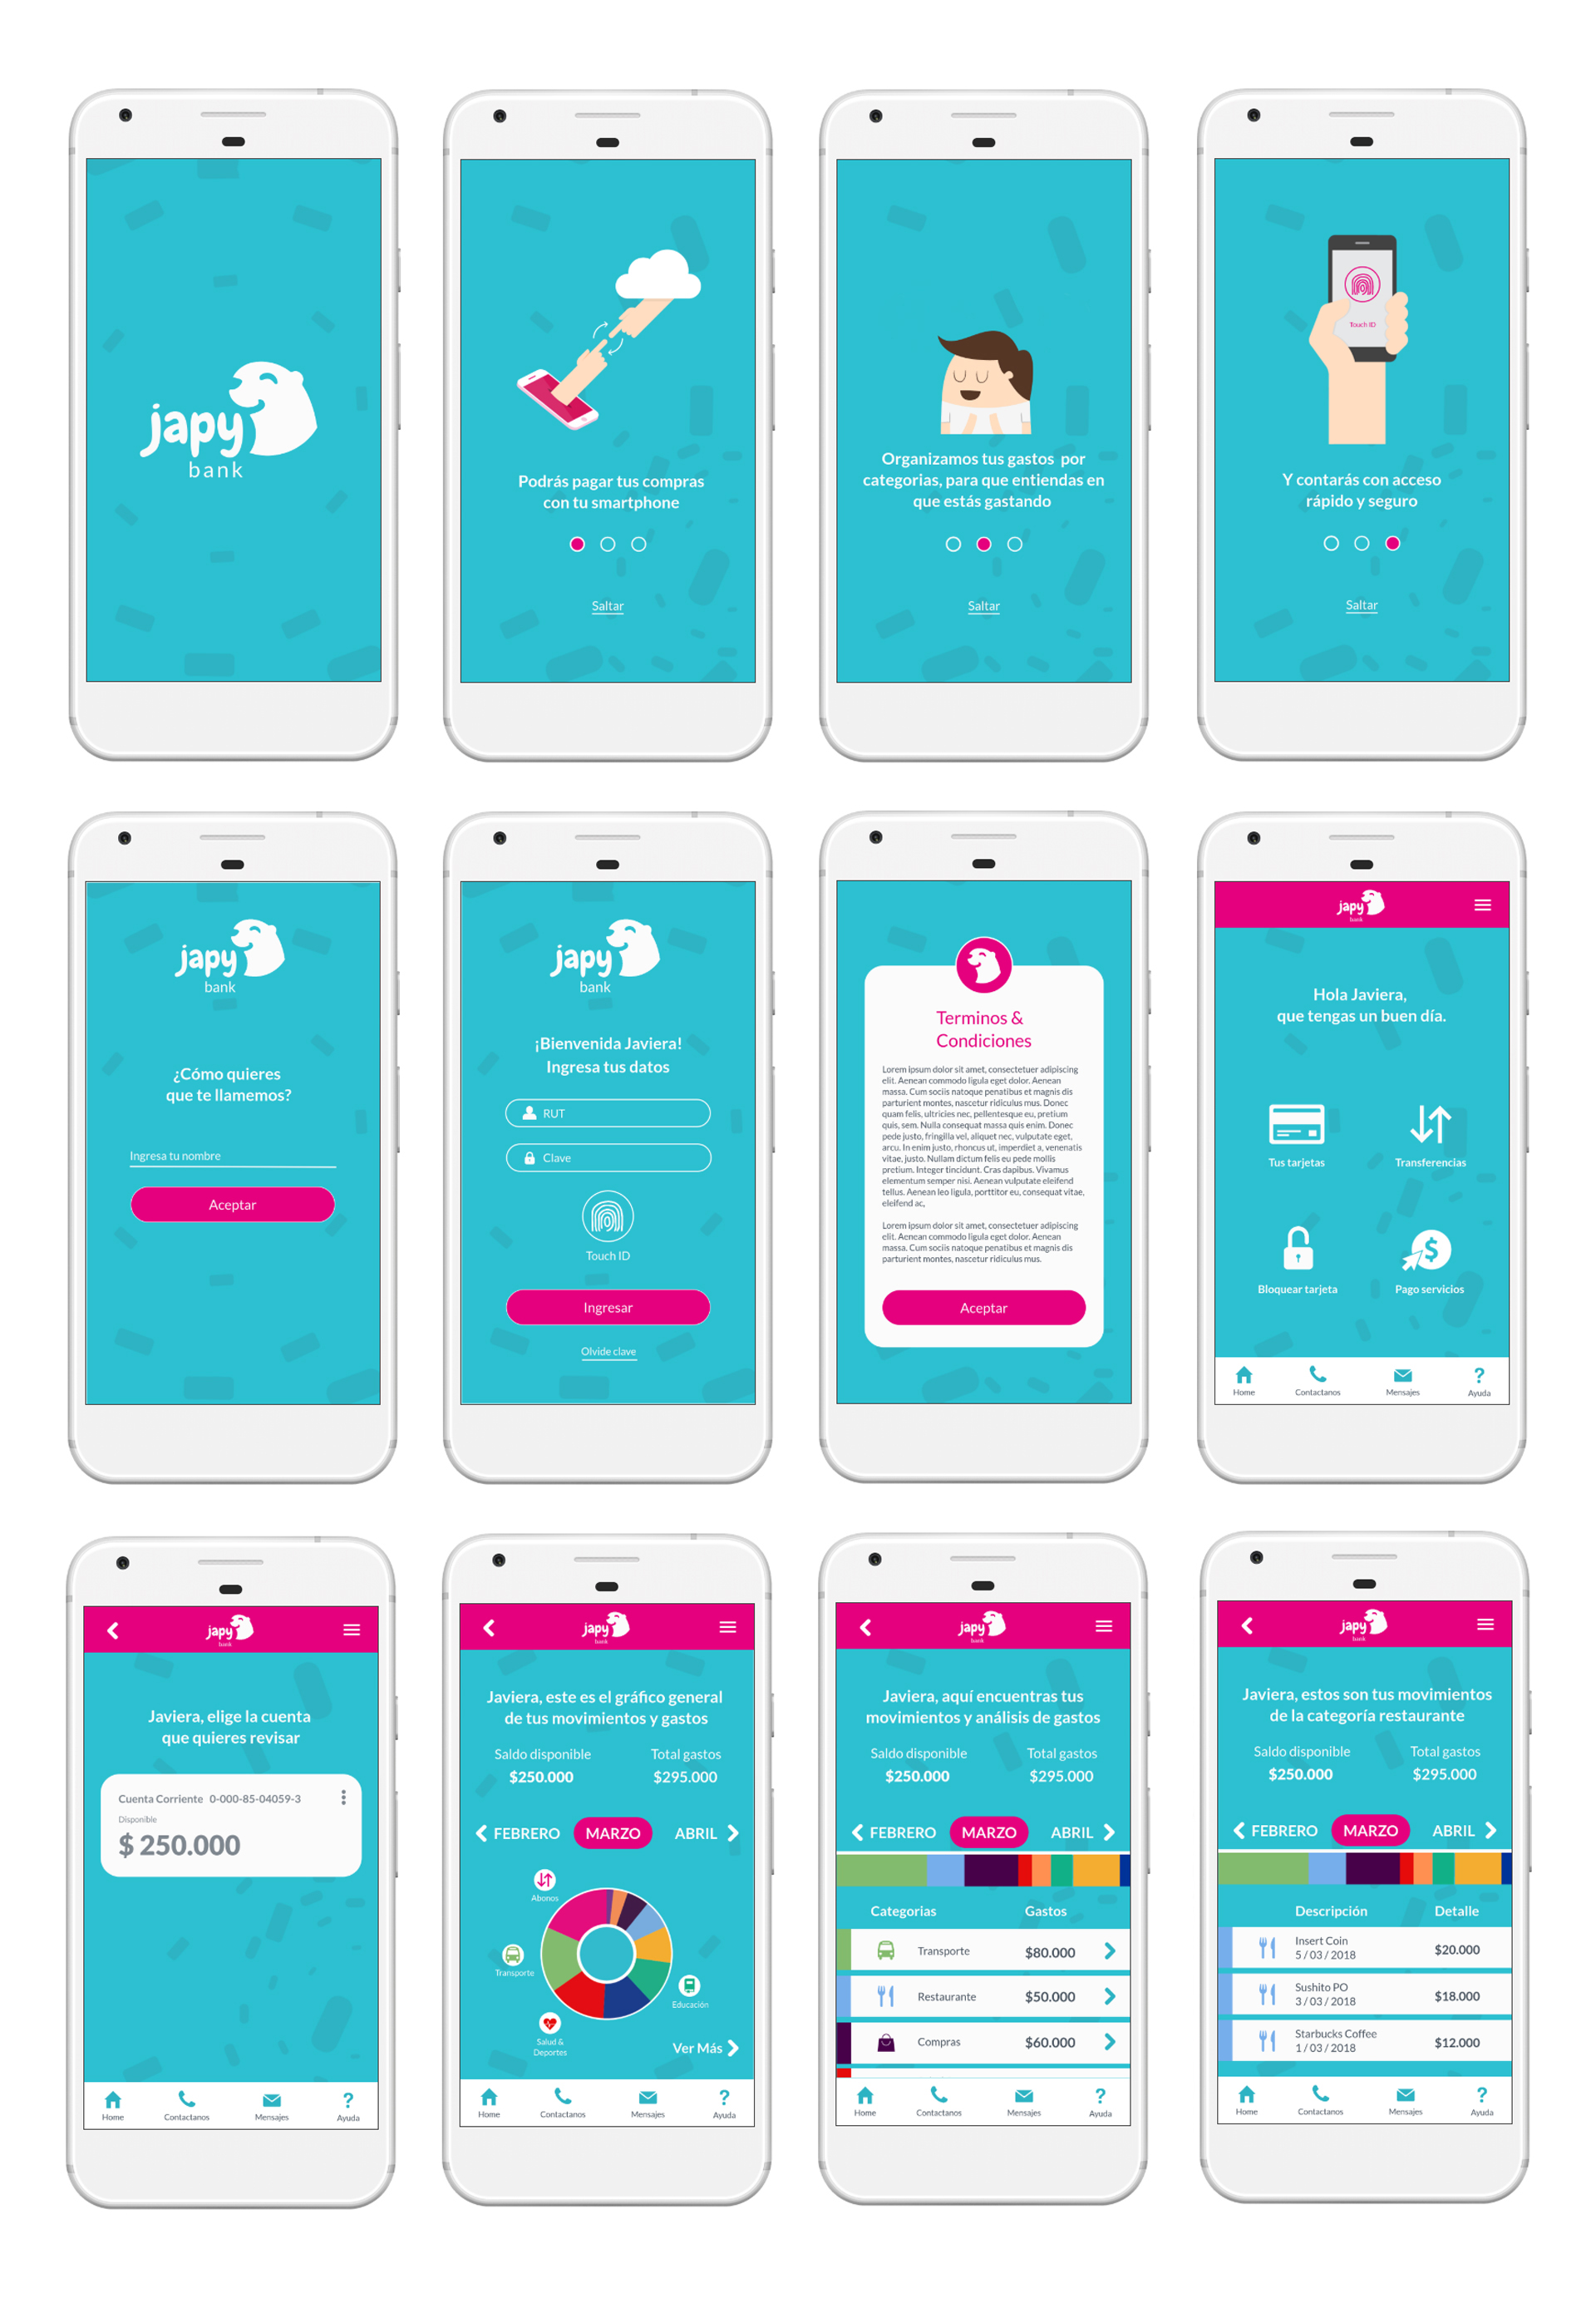 japy
bank
Podrás pagar tus compras
con tu smartphone
Saltar
Organizamos tus gastos por
categorias, para que entiendas en
que estás gastando
Saltar
Touch ID
Y contarás con acceso
rápido y seguro
Saltar
japy
bank
¿Cómo quieres
que te llamemos?
Ingresa tu nombre
Aceptar
japy
bank
¡Bienvenida Javiera!
Ingresa tus datos
RUT
Clave
Touch ID
Ingresar
Olvide clave
Terminos &
Condiciones
Lorem ipsum dolor sit amet, consectetuer adipiscing
elit. Aenean commodo ligula eget dolor. Aenean
massa. Cum sociis natoque penatibus et magnis dis
parturient montes, nascetur ridiculus mus. Donec
quam felis, ultricies nec, pellentesque eu, pretium
quis, sem. Nulla consequat massa quis enim. Donec
pede justo, fringilla vel, aliquet nec, vulputate eget,
arcu. In enim justo, rhoncus ut, imperdiet a, venenatis
vitae, justo. Nullam dictum felis eu pede mollis
pretium. Integer tincidunt. Cras dapibus. Vivamus
elementum semper nisi. Aenean vulputate eleifend
tellus. Aenean leo ligula, porttitor eu, consequat vitae,
eleifend ac,
Lorem ipsum dolor sit amet, consectetuer adipiscing
elit. Aenean commodo ligula eget dolor. Aenean
massa. Cum sociis natoque penatibus et magnis dis
parturient montes, nascetur ridiculus mus.
Aceptar
japy
bank
Hola Javiera,
que tengas un buen día.
Tus tarjetas
Transferencias
Bloquear tarjeta
Pago servicios
Home
Contactanos
Mensajes
Ayuda
japy
bank
Javiera, elige la cuenta
que quieres revisar
Cuenta Corriente 0-000-85-04059-3
Disponible
$ 250.000
Home
Contactanos
Mensajes
Ayuda
japy
bank
Javiera, este es el gráfico general
de tus movimientos y gastos
Saldo disponible Total gastos
$250.000 $295.000
FEBRERO MARZO ABRIL
Abonos
Transporte
Educación
Salud &
Deportes
Ver Más
Home
Contactanos
Mensajes
Ayuda
japy
bank
Javiera, aquí encuentras tus
movimientos y análisis de gastos
Saldo disponible Total gastos
$250.000 $295.000
FEBRERO MARZO ABRIL
Categorias Gastos
Transporte $80.000
Restaurante $50.000
Compras $60.000
Home
Contactanos
Mensajes
Ayuda
japy
bank
Javiera, estos son tus movimientos
de la categoría restaurante
Saldo disponible Total gastos
$250.000 $295.000
FEBRERO MARZO ABRIL
Descripción Detalle
Insert Coin
5 / 03 / 2018
$20.000
Sushito PO
3 / 03 / 2018
$18.000
Starbucks Coffee
1 / 03 / 2018
$12.000
Home
Contactanos
Mensajes
Ayuda